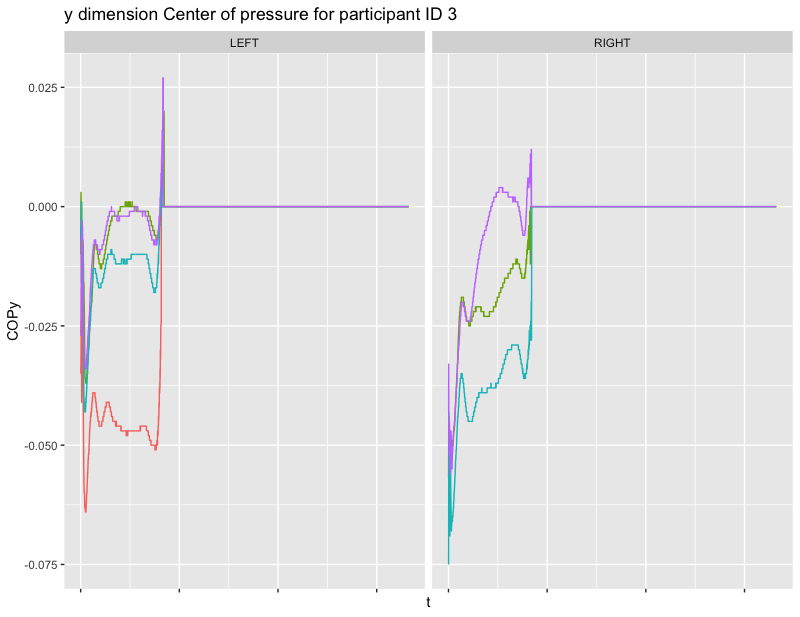 y dimension Center of pressure for participant ID 3
LEFT
RIGHT
0.025
0.000
-0.025
-0.050
-0.075
COPy
t